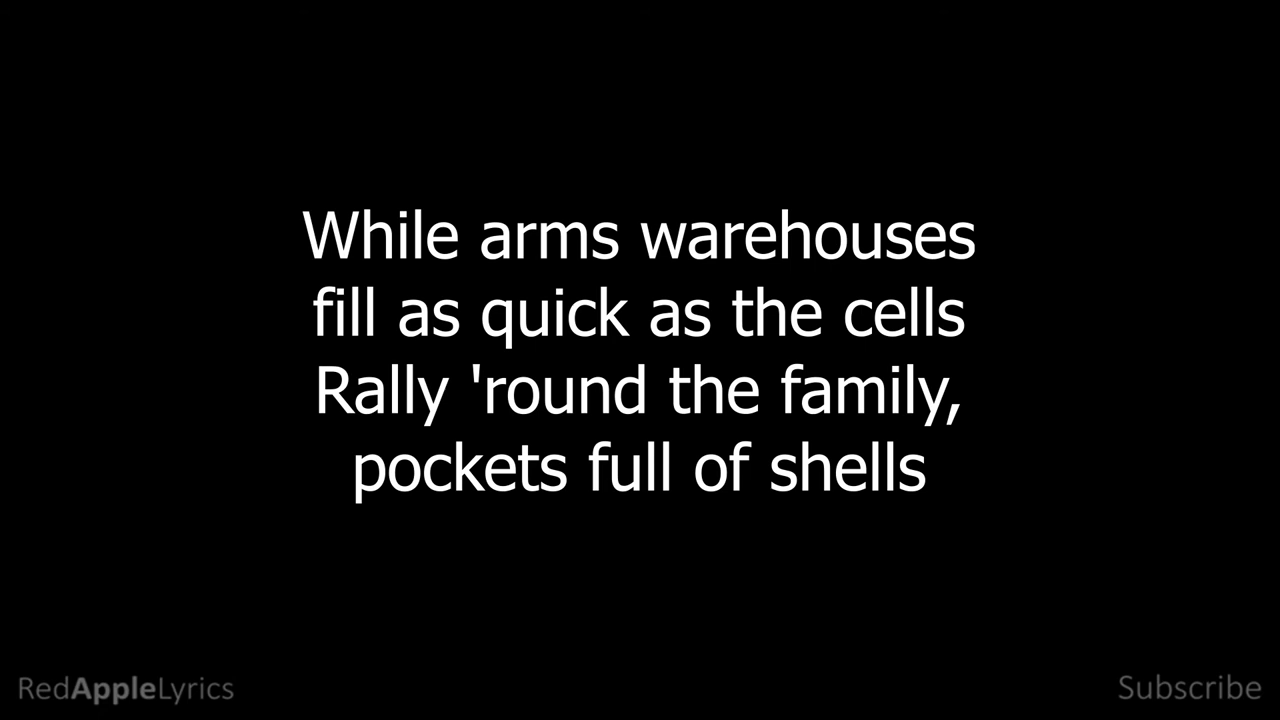 While arms warehouses
fill as quick as the cells
Rally 'round the family,
pockets full of shells
RedAppleLyrics
Subscribe